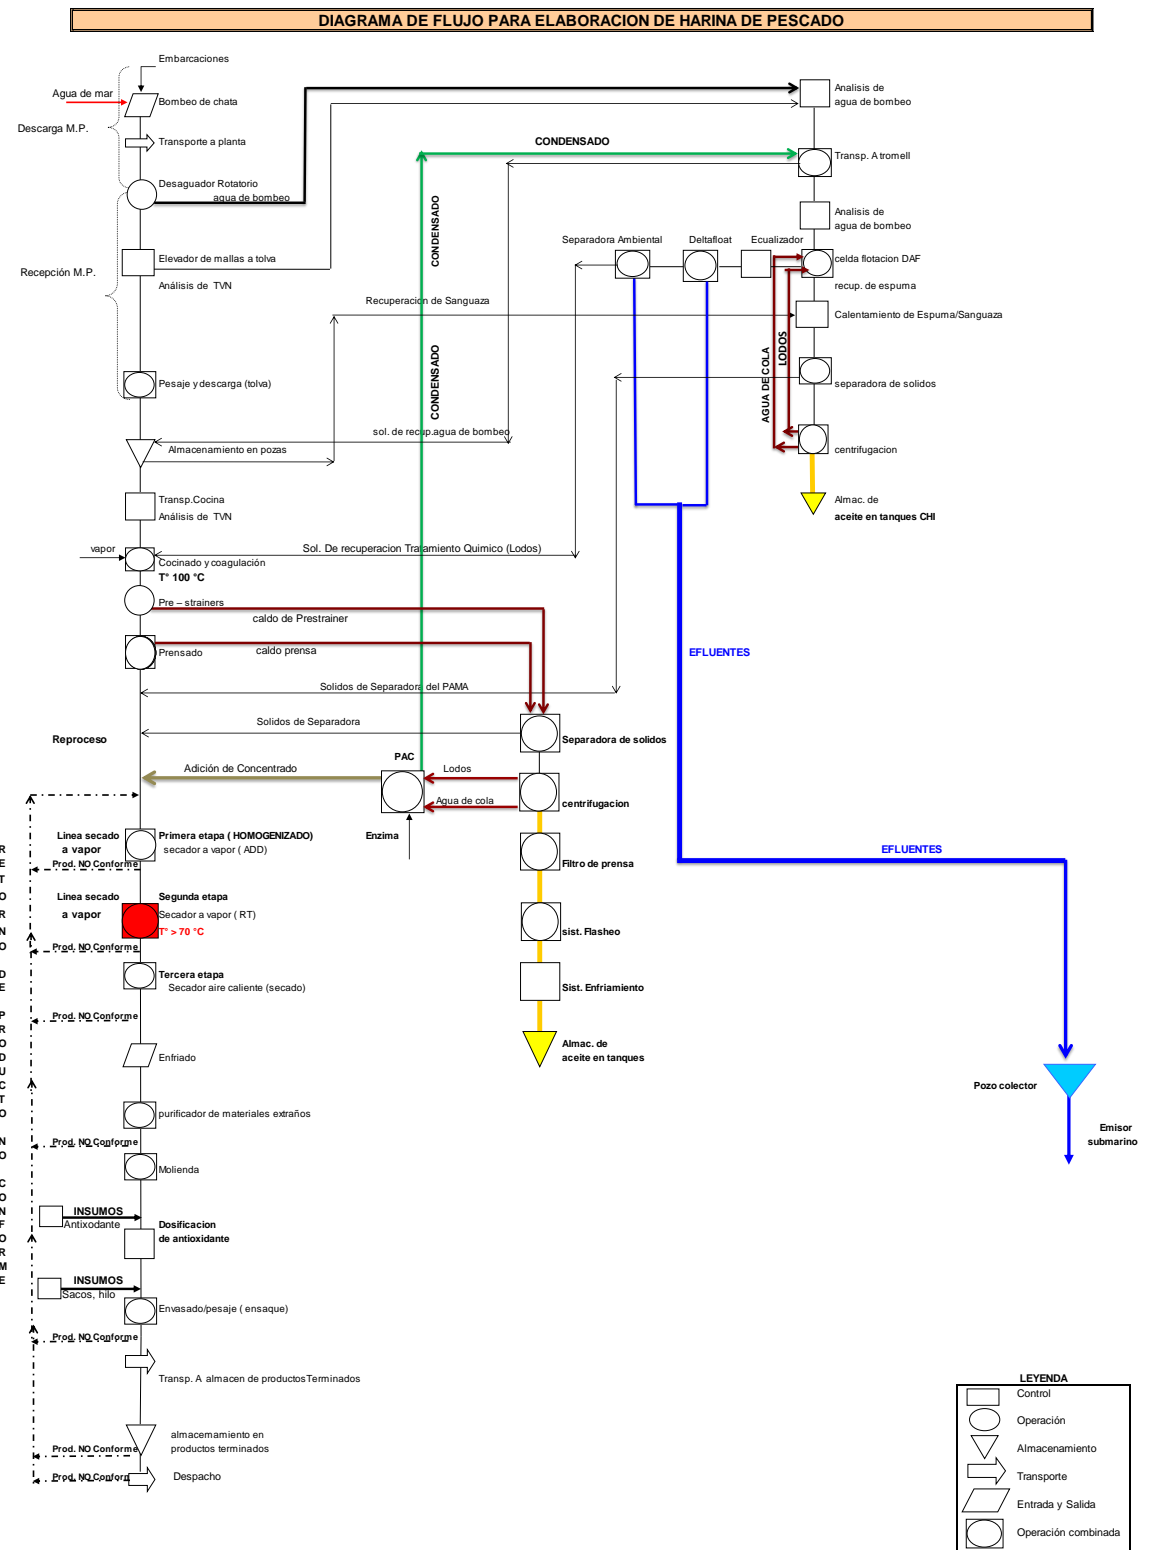 DIAGRAMA DE FLUJO PARA ELABORACION DE HARINA DE PESCADO
Embarcaciones
Agua de mar
Bombeo de chata
Descarga M.P.
Transporte a planta
Desaguador Rotatorio
agua de bombeo
Recepción M.P.
Elevador de mallas a tolva
Análisis de TVN
Pesaje y descarga (tolva)
Almacenamiento en pozas
Transp.Cocina
Análisis de TVN
vapor
Cocinado y coagulación
T° 100 °C
Pre – strainers
caldo de Prestrainer
Prensado
caldo prensa
Solidos de Separadora del PAMA
Solidos de Separadora
Reproceso
Adición de Concentrado
PAC
Lodos
Agua de cola
Enzima
Separadora de solidos
centrifugacion
Filtro de prensa
sist. Flasheo
Sist. Enfriamiento
Almac. de
aceite en tanques
Analisis de
agua de bombeo
CONDENSADO
CONDENSADO
CONDENSADO
Transp. A tromell
Analisis de
agua de bombeo
Separadora Ambiental
Deltafloat
Ecualizador
celda flotacion DAF
recup. de espuma
Recuperacion de Sanguaza
Calentamiento de Espuma/Sanguaza
AGUA DE COLA
LODOS
separadora de solidos
sol. de recup.agua de bombeo
centrifugacion
Almac. de
aceite en tanques CHI
Sol. De recuperacion Tratamiento Quimico (Lodos)
EFLUENTES
EFLUENTES
Pozo colector
Emisor
submarino
Linea secado
a vapor
Primera etapa ( HOMOGENIZADO)
secador a vapor ( ADD)
Prod. NO Conforme
Linea secado
a vapor
Segunda etapa
Secador a vapor ( RT)
T° > 70 °C
Prod. NO Conforme
Tercera etapa
Secador aire caliente (secado)
Prod. NO Conforme
Enfriado
purificador de materiales extraños
Prod. NO Conforme
Molienda
INSUMOS
Antixodante
Dosificacion
de antioxidante
INSUMOS
Sacos, hilo
Envasado/pesaje ( ensaque)
Prod. NO Conforme
Transp. A almacen de productosTerminados
almacemamiento en
productos terminados
Prod. NO Conforme
Prod. NO Conform
Despacho
RETORNO DE PRODUCTO NO CONFORME
LEYENDA
Control
Operación
Almacenamiento
Transporte
Entrada y Salida
Operación combinada